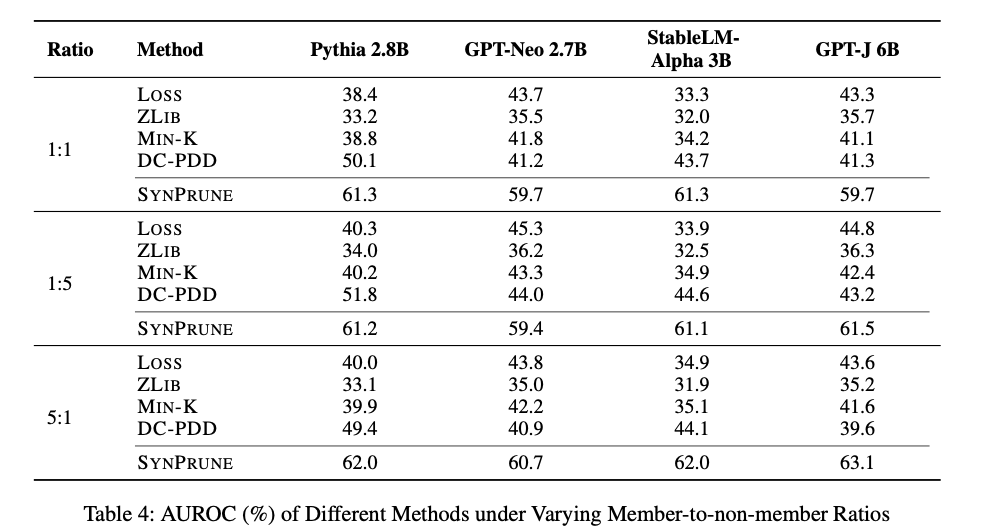 Ratio Method Pythia 2.8B GPT-Neo 2.7B StableLM-Alpha 3B GPT-J 6B
1:1
LOSS 38.4 43.7 33.3 43.3
ZLIB 33.2 35.5 32.0 35.7
MIN-K 38.8 41.8 34.2 41.1
DC-PDD 50.1 41.2 43.7 41.3
SYNPRUNE 61.3 59.7 61.3 59.7
1:5
LOSS 40.3 45.3 33.9 44.8
ZLIB 34.0 36.2 32.5 36.3
MIN-K 40.2 43.3 34.9 42.4
DC-PDD 51.8 44.0 44.6 43.2
SYNPRUNE 61.2 59.4 61.1 61.5
5:1
LOSS 40.0 43.8 34.9 43.6
ZLIB 33.1 35.0 31.9 35.2
MIN-K 39.9 42.2 35.1 41.6
DC-PDD 49.4 40.9 44.1 39.6
SYNPRUNE 62.0 60.7 62.0 63.1
Table 4: AUROC (%) of Different Methods under Varying Member-to-non-member Ratios